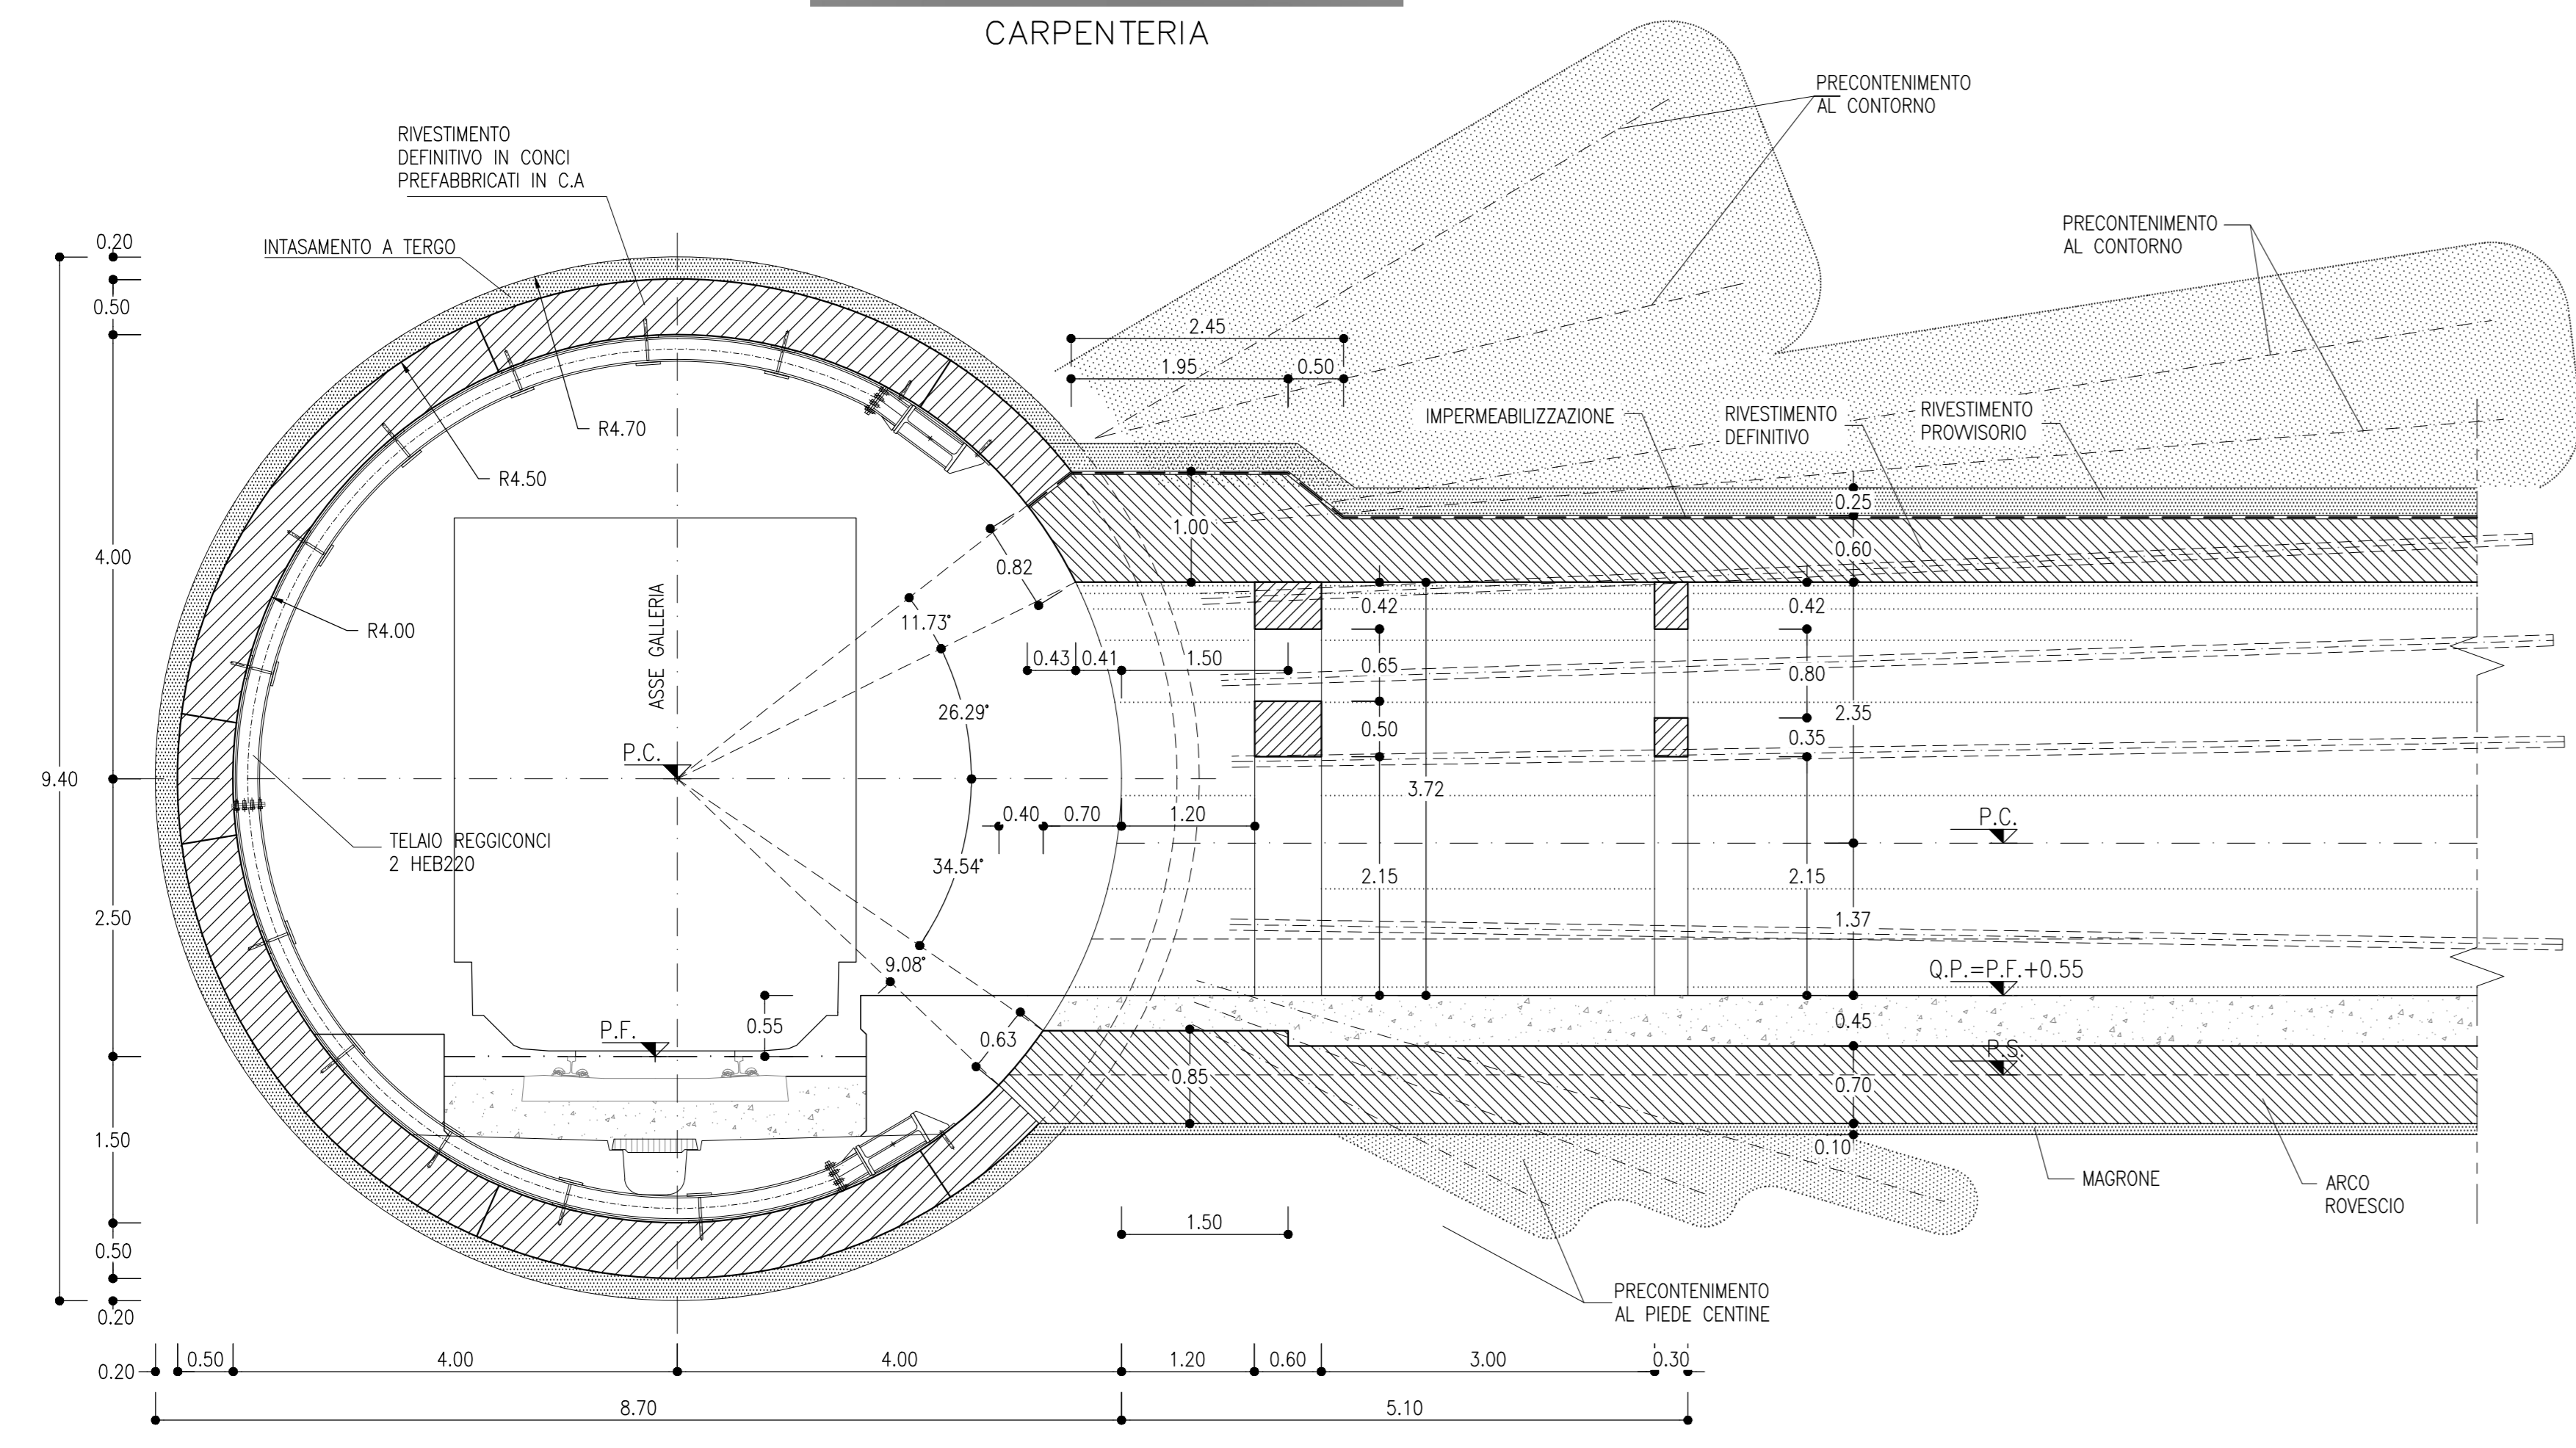 CARPENTERIA
PRECONTENIMENTO
AL CONTORNO
RIVESTIMENTO
DEFINITIVO IN CONCI
PREFABBRICATI IN C.A
INTASAMENTO A TERGO
PRECONTENIMENTO
AL CONTORNO
0.20
0.50
4.00
9.40
2.50
1.50
0.50
0.20
R4.70
R4.50
R4.00
2.45
1.95
0.50
IMPERMEABILIZZAZIONE
RIVESTIMENTO
DEFINITIVO
RIVESTIMENTO
PROVVISORIO
0.25
1.00
0.60
0.82
11.73°
ASSE GALLERIA
0.42
0.42
0.43
0.41
1.50
0.65
0.80
26.29°
2.35
0.50
0.35
P.C.
3.72
0.40
0.70
1.20
P.C.
TELAIO REGGICONCI
2 HEB220
34.54°
2.15
2.15
1.37
9.08°
Q.P.=P.F.+0.55
0.55
P.F.
0.63
0.45
P.S.
0.85
0.70
0.10
MAGRONE
ARCO
ROVESCIO
1.50
PRECONTENIMENTO
AL PIEDE CENTINE
0.20
0.50
4.00
4.00
1.20
0.60
3.00
0.30
8.70
5.10